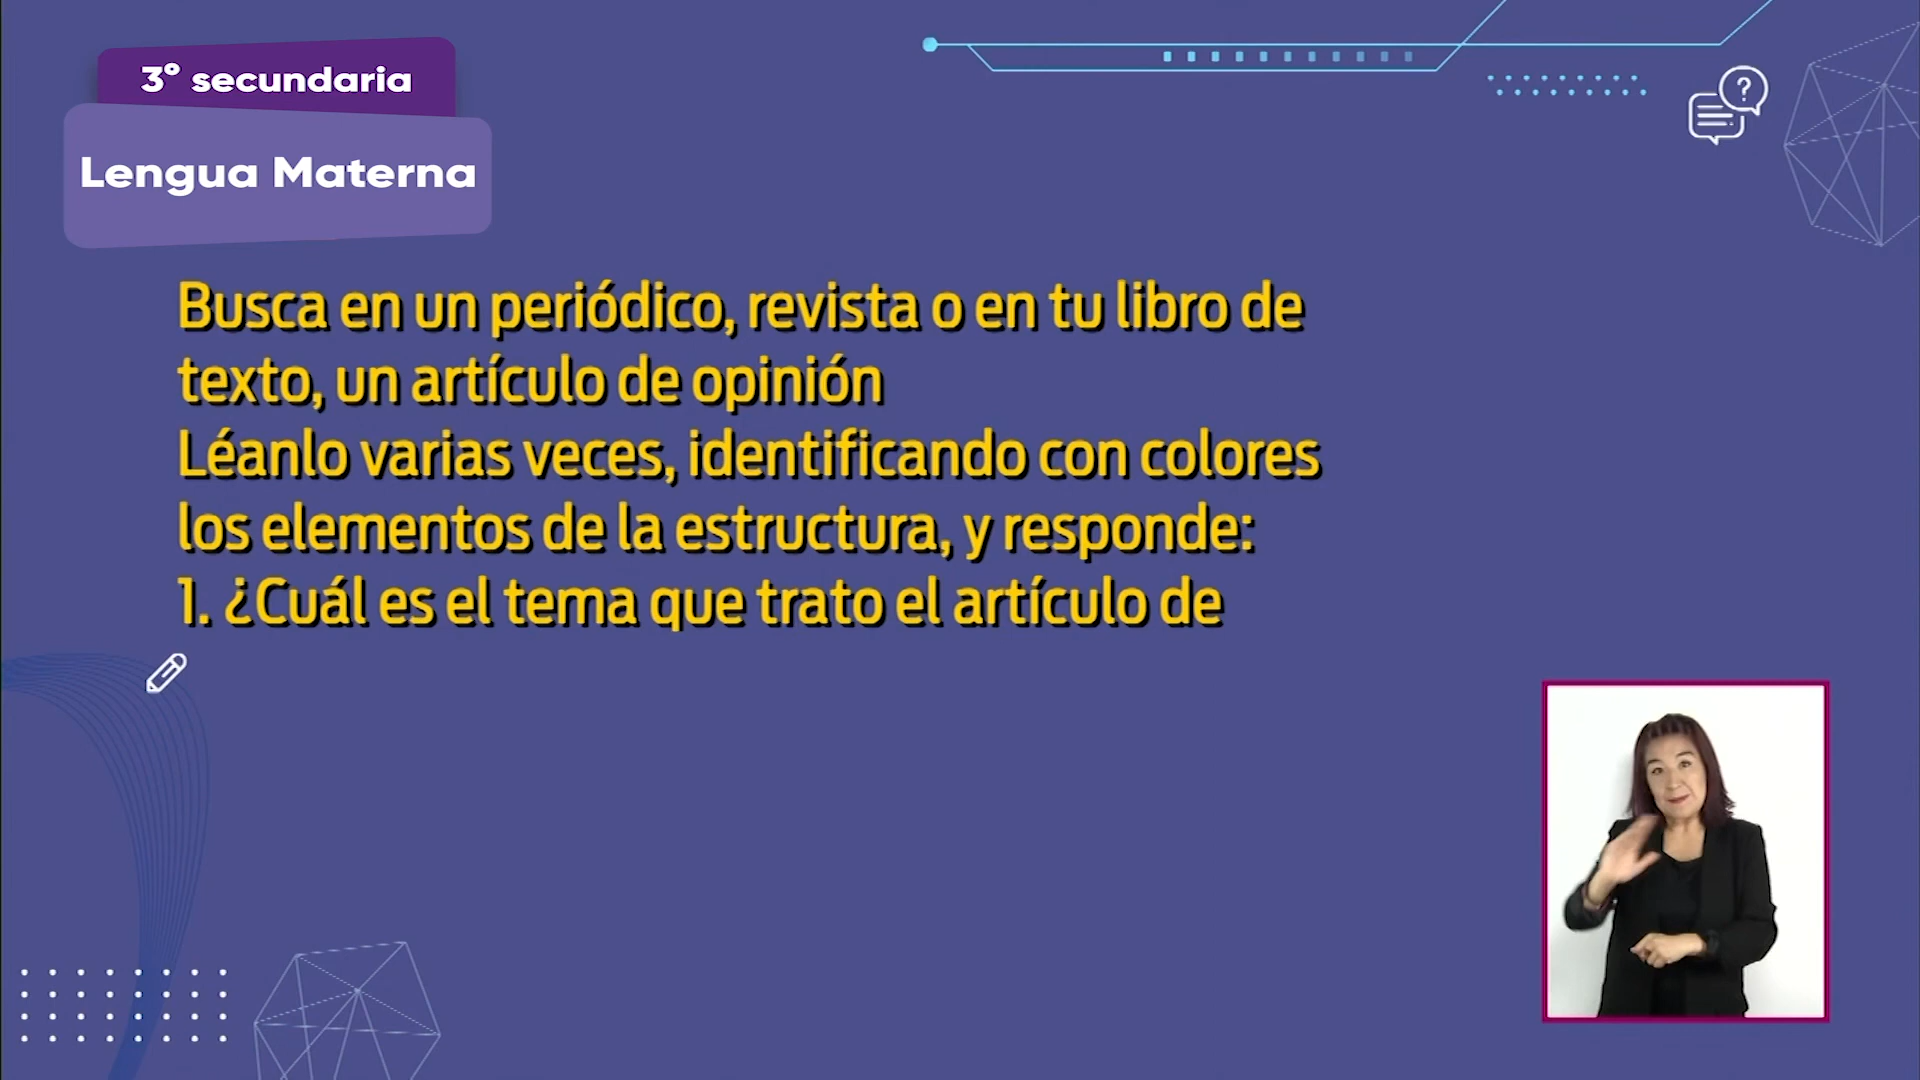 3° secundaria
Lengua Materna
Busca en un periódico, revista o en tu libro de
texto, un artículo de opinión
Léanlo varias veces, identificando con colores
los elementos de la estructura, y responde:
1. ¿Cuál es el tema que trato el artículo de
?